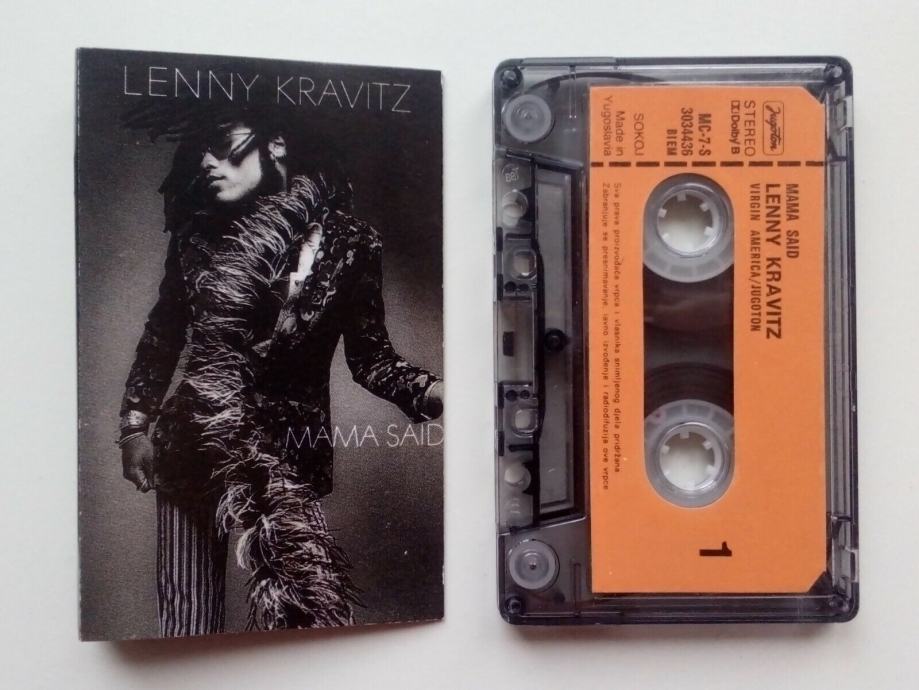 LENNY KRAVITZ
MAMA SAID
Jugoton
STEREO
Dolby B
MC-7-S
3034436
BIEM
SOKOJ
Made in
Yugoslavia
MAMA SAID
LENNY KRAVITZ
VIRGIN AMERICA/JUGOTON
Sva prava proizvođača vrpce i vlasnika snimljenog djela pridržana
Zabranjuje se presnimavanje, javno izvođenje i radiodifuzija ove vrpce
1